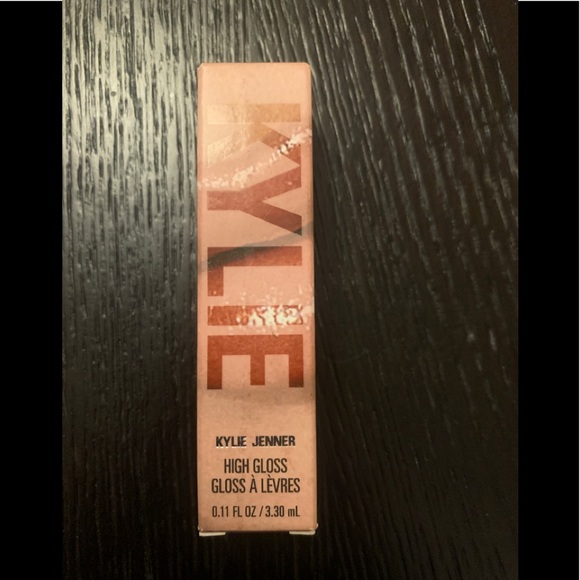 KYLIE
KYLIE JENNER
HIGH GLOSS
GLOSS À LÈVRES
0.11 FL OZ / 3.30 mL